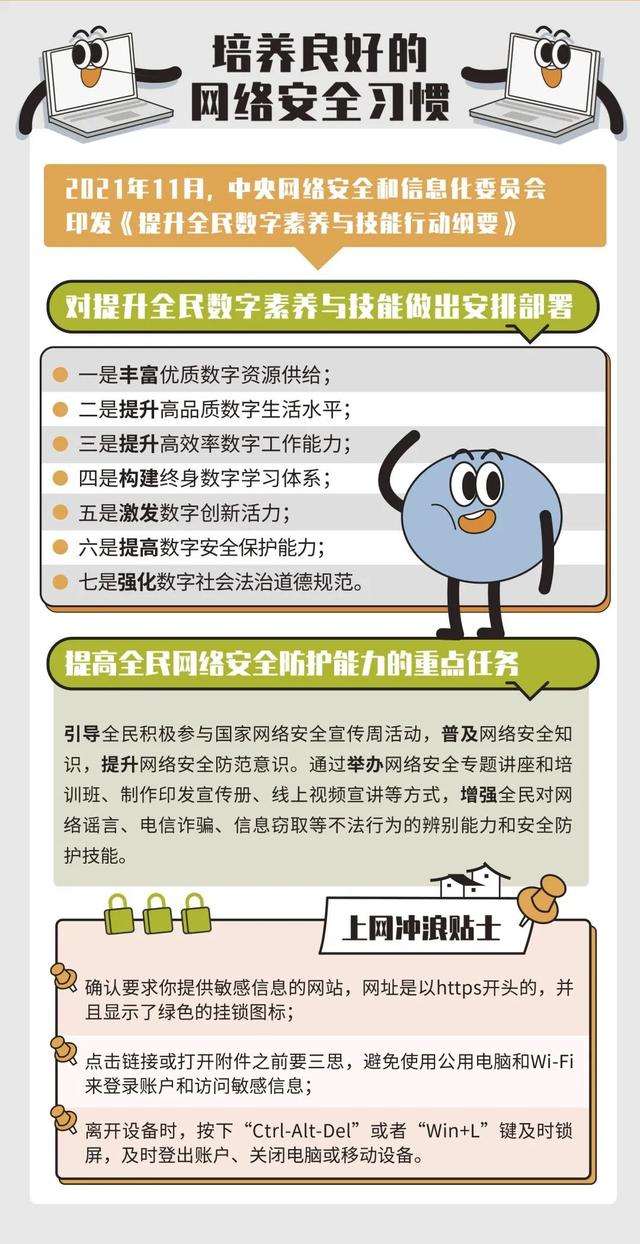 培养良好的
网络安全习惯
2021年11月，中央网络安全和信息化委员会
印发《提升全民数字素养与技能行动纲要》
对提升全民数字素养与技能做出安排部署
一是丰富优质数字资源供给；
二是提升高品质数字生活水平；
三是提升高效率数字工作能力；
四是构建终身数字学习体系；
五是激发数字创新活力；
六是提高数字安全保护能力；
七是强化数字社会法治道德规范。
提高全民网络安全防护能力的重点任务
引导全民积极参与国家网络安全宣传周活动，普及网络安全知
识，提升网络安全防范意识。通过举办网络安全专题讲座和培
训班、制作印发宣传册、线上视频宣讲等方式，增强全民对网
络谣言、电信诈骗、信息窃取等不法行为的辨别能力和安全防
护技能。
上网冲浪贴士
确认要求你提供敏感信息的网站，网址是以https开头的，并
且显示了绿色的挂锁图标；
点击链接或打开附件之前要三思，避免使用公用电脑和Wi-Fi
来登录账户和访问敏感信息；
离开设备时，按下“Ctrl-Alt-Del”或者“Win+L”键及时锁
屏，及时登出账户、关闭电脑或移动设备。